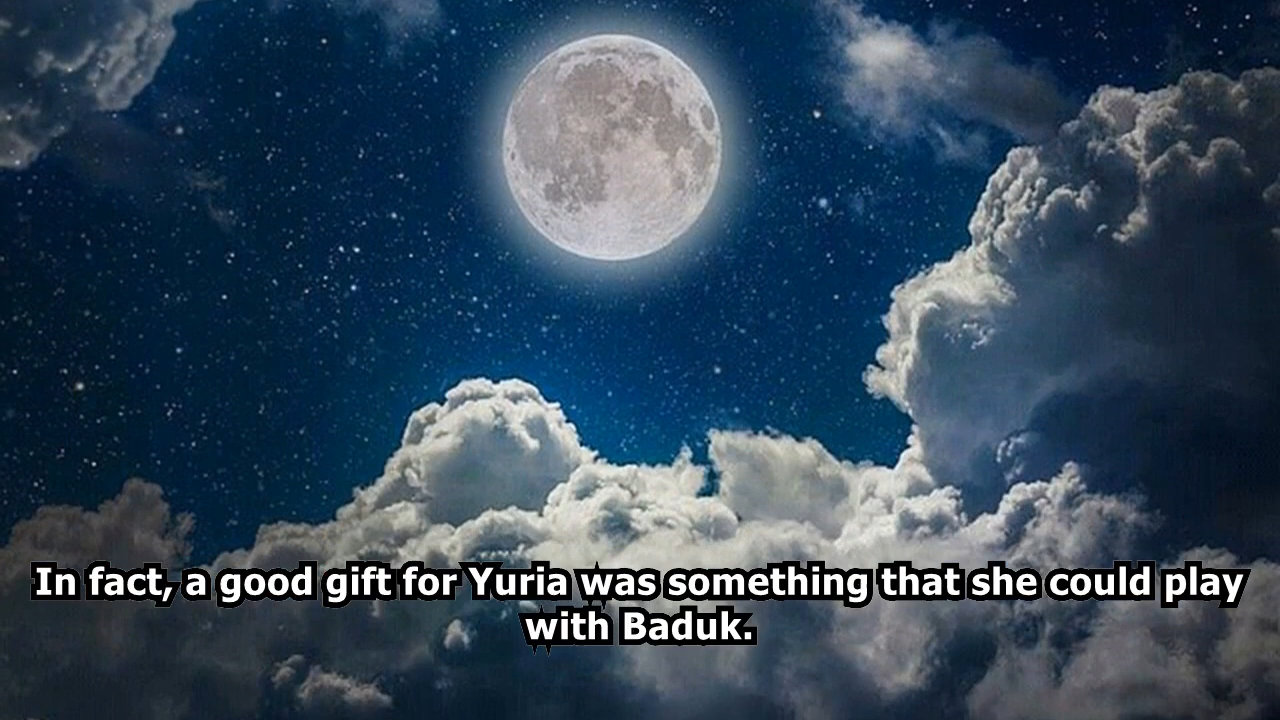 In fact, a good gift for Yuria was something that she could play
with Baduk.